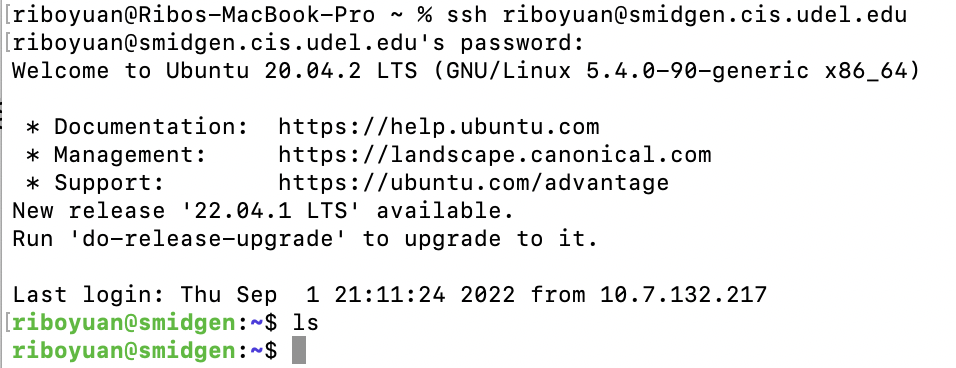 [riboyuan@Ribos-MacBook-Pro ~ % ssh riboyuan@smidgen.cis.udel.edu
[riboyuan@smidgen.cis.udel.edu's password:
Welcome to Ubuntu 20.04.2 LTS (GNU/Linux 5.4.0-90-generic x86_64)

 * Documentation:  https://help.ubuntu.com
 * Management:     https://landscape.canonical.com
 * Support:        https://ubuntu.com/advantage
New release '22.04.1 LTS' available.
Run 'do-release-upgrade' to upgrade to it.

Last login: Thu Sep  1 21:11:24 2022 from 10.7.132.217
[riboyuan@smidgen:~$ ls
riboyuan@smidgen:~$